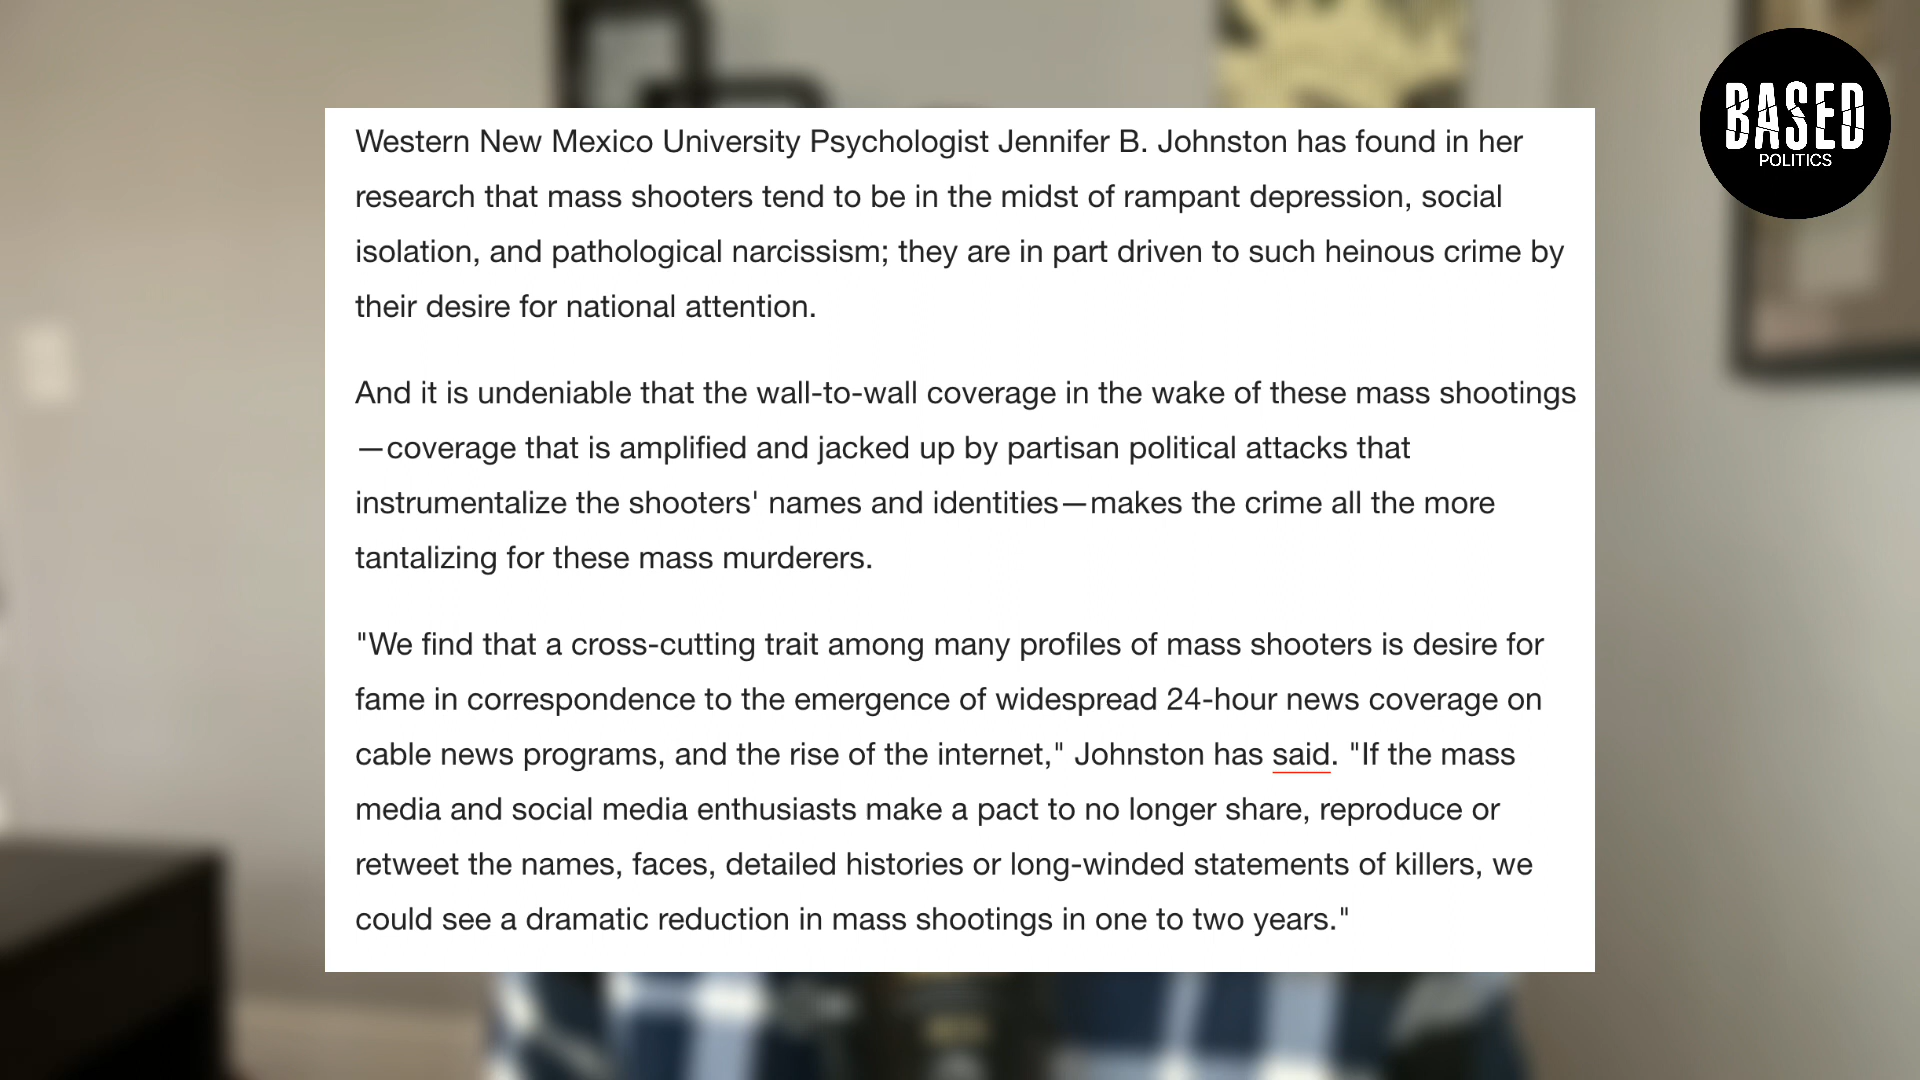 BASED
POLITICS
Western New Mexico University Psychologist Jennifer B. Johnston has found in her
research that mass shooters tend to be in the midst of rampant depression, social
isolation, and pathological narcissism; they are in part driven to such heinous crime by
their desire for national attention.
And it is undeniable that the wall-to-wall coverage in the wake of these mass shootings
—coverage that is amplified and jacked up by partisan political attacks that
instrumentalize the shooters' names and identities—makes the crime all the more
tantalizing for these mass murderers.
"We find that a cross-cutting trait among many profiles of mass shooters is desire for
fame in correspondence to the emergence of widespread 24-hour news coverage on
cable news programs, and the rise of the internet," Johnston has said. "If the mass
media and social media enthusiasts make a pact to no longer share, reproduce or
retweet the names, faces, detailed histories or long-winded statements of killers, we
could see a dramatic reduction in mass shootings in one to two years."